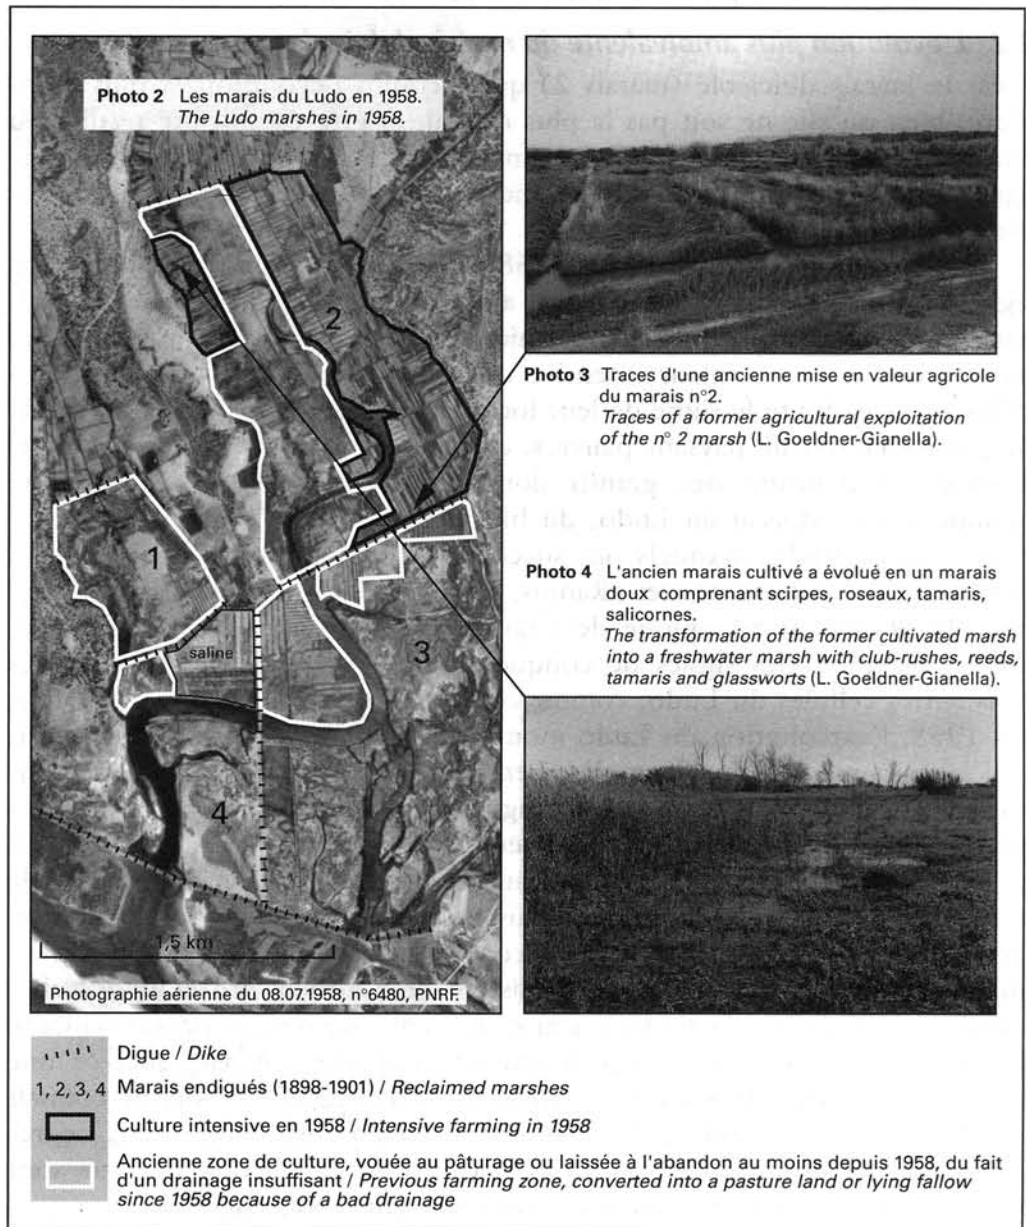 Photo 2 Les marais du Ludo en 1958.
The Ludo marshes in 1958.
2
1
saline
3
4
1,5 km
Photographie aérienne du 08.07.1958, n°6480, PNRF.
Photo 3 Traces d'une ancienne mise en valeur agricole
du marais n°2.
Traces of a former agricultural exploitation
of the n° 2 marsh (L. Goeldner-Gianella).
Photo 4 L'ancien marais cultivé a évolué en un marais
doux comprenant scirpes, roseaux, tamaris,
salicornes.
The transformation of the former cultivated marsh
into a freshwater marsh with club-rushes, reeds,
tamaris and glassworts (L. Goeldner-Gianella).
Digue / Dike
1, 2, 3, 4 Marais endigués (1898-1901) / Reclaimed marshes
Culture intensive en 1958 / Intensive farming in 1958
Ancienne zone de culture, vouée au pâturage ou laissée à l'abandon au moins depuis 1958, du fait
d'un drainage insuffisant / Previous farming zone, converted into a pasture land or lying fallow
since 1958 because of a bad drainage